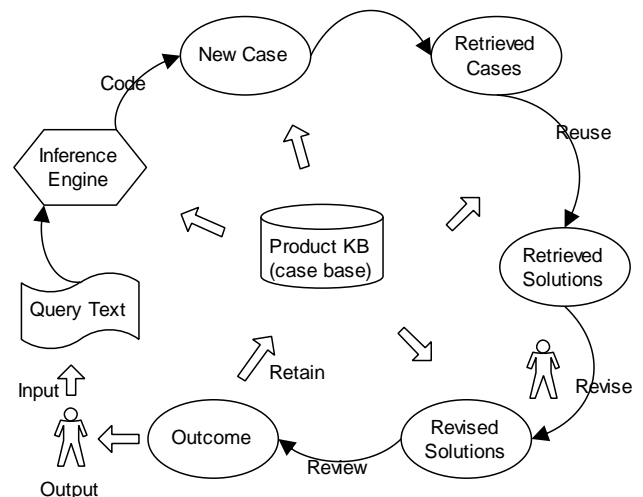 New Case
Retrieved
Cases
Code
Reuse
Inference
Engine
Product KB
(case base)
Retrieved
Solutions
Query Text
Retain
Input
Revise
Outcome
Revised
Solutions
Review
Output